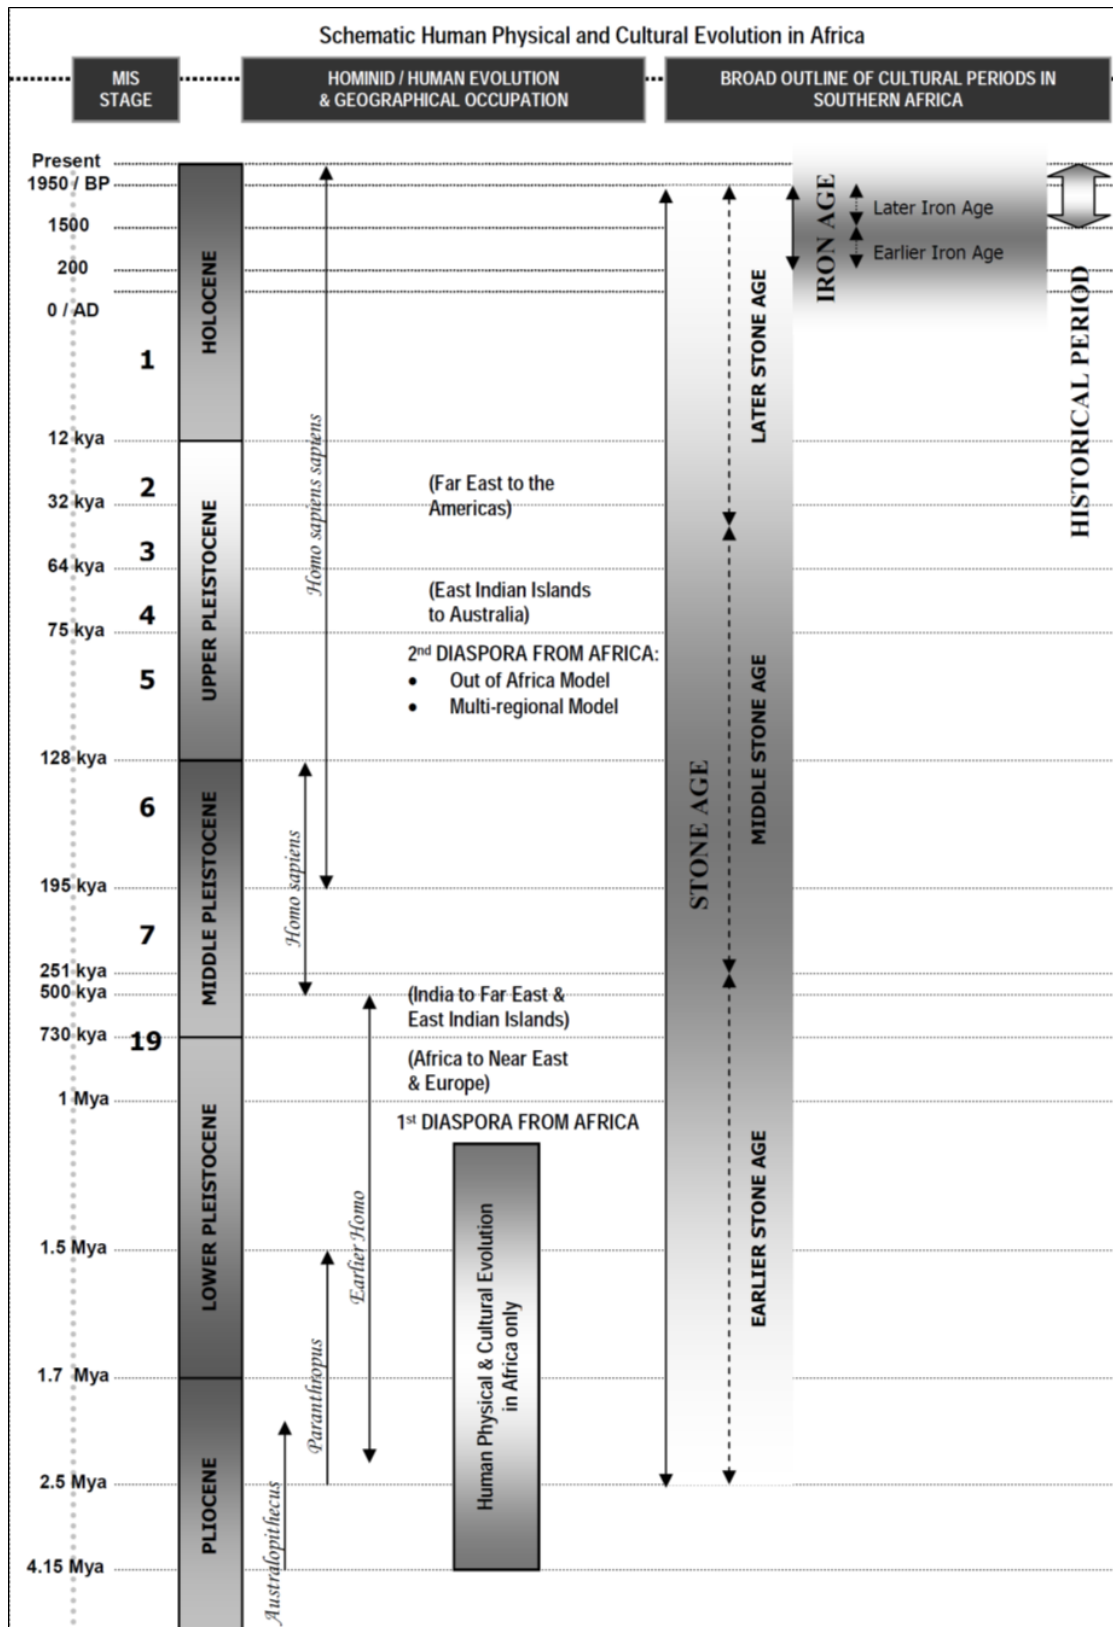 Schematic Human Physical and Cultural Evolution in Africa
MIS
STAGE
HOMINID / HUMAN EVOLUTION
& GEOGRAPHICAL OCCUPATION
BROAD OUTLINE OF CULTURAL PERIODS IN
SOUTHERN AFRICA
Present
1950 / BP
1500
200
0 / AD
12 kya
32 kya
64 kya
75 kya
128 kya
195 kya
251 kya
500 kya
730 kya
1 Mya
1.5 Mya
1.7 Mya
2.5 Mya
4.15 Mya
1
2
3
4
5
6
7
19
HOLOCENE
UPPER PLEISTOCENE
MIDDLE PLEISTOCENE
LOWER PLEISTOCENE
PLIOCENE
Homo sapiens sapiens
Homo sapiens
Earlier Homo
Paranthropus
Australopithecus
(Far East to the
Americas)
(East Indian Islands
to Australia)
2nd DIASPORA FROM AFRICA:
• Out of Africa Model
• Multi-regional Model
(India to Far East &
East Indian Islands)
(Africa to Near East
& Europe)
1st DIASPORA FROM AFRICA
Human Physical & Cultural Evolution
in Africa only
STONE AGE
LATER STONE AGE
MIDDLE STONE AGE
EARLIER STONE AGE
IRON AGE
Later Iron Age
Earlier Iron Age
HISTORICAL PERIOD